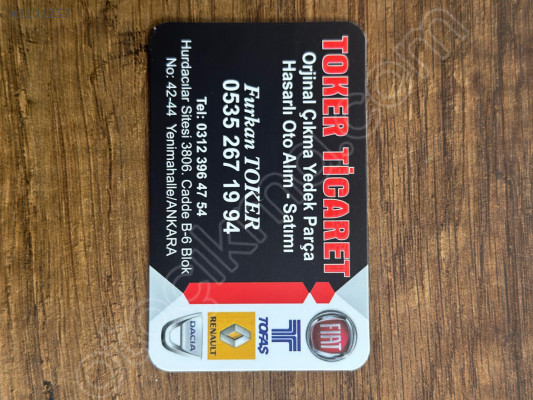 TOKER TİCARET
Orjinal Çıkma Yedek Parça
Hasarlı Oto Alım - Satımı
Furkan TOKER
0535 267 19 94
Tel: 0312 396 47 54
Hurdacılar Sitesi 3806. Cadde B-6 Blok
No: 42-44 Yenimahalle/ANKARA
FIAT
TOFAŞ
RENAULT
DACIA